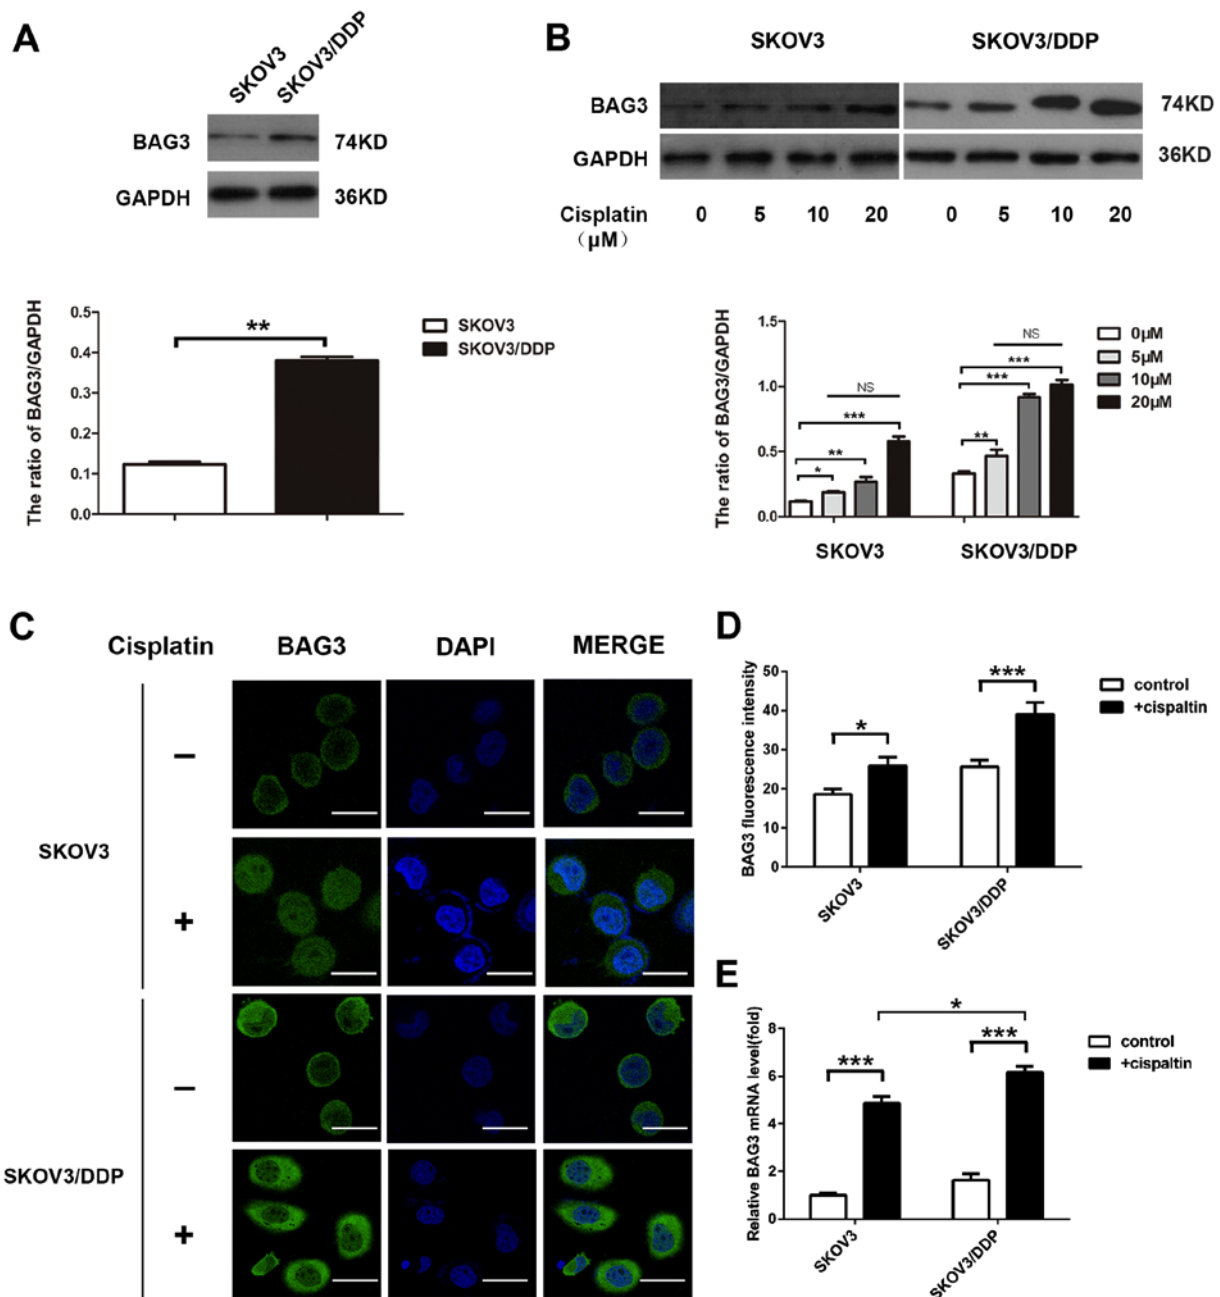 A
SKOV3
SKOV3/DDP
BAG3
74KD
GAPDH
36KD
The ratio of BAG3/GAPDH
0.5
0.4
0.3
0.2
0.1
0.0
**
SKOV3
SKOV3/DDP
B
SKOV3
SKOV3/DDP
BAG3
74KD
GAPDH
36KD
Cisplatin 0 5 10 20 0 5 10 20
（μM）
The ratio of BAG3/GAPDH
1.5
1.0
0.5
0.0
*
**
***
NS
**
***
***
NS
SKOV3
SKOV3/DDP
0μM
5μM
10μM
20μM
C
Cisplatin BAG3 DAPI MERGE
SKOV3
−
+
SKOV3/DDP
−
+
D
BAG3 fluorescence intensity
50
40
30
20
10
0
*
***
SKOV3
SKOV3/DDP
control
+cispaltin
E
Relative BAG3 mRNA level(fold)
8
6
4
2
0
***
***
*
SKOV3
SKOV3/DDP
control
+cispaltin